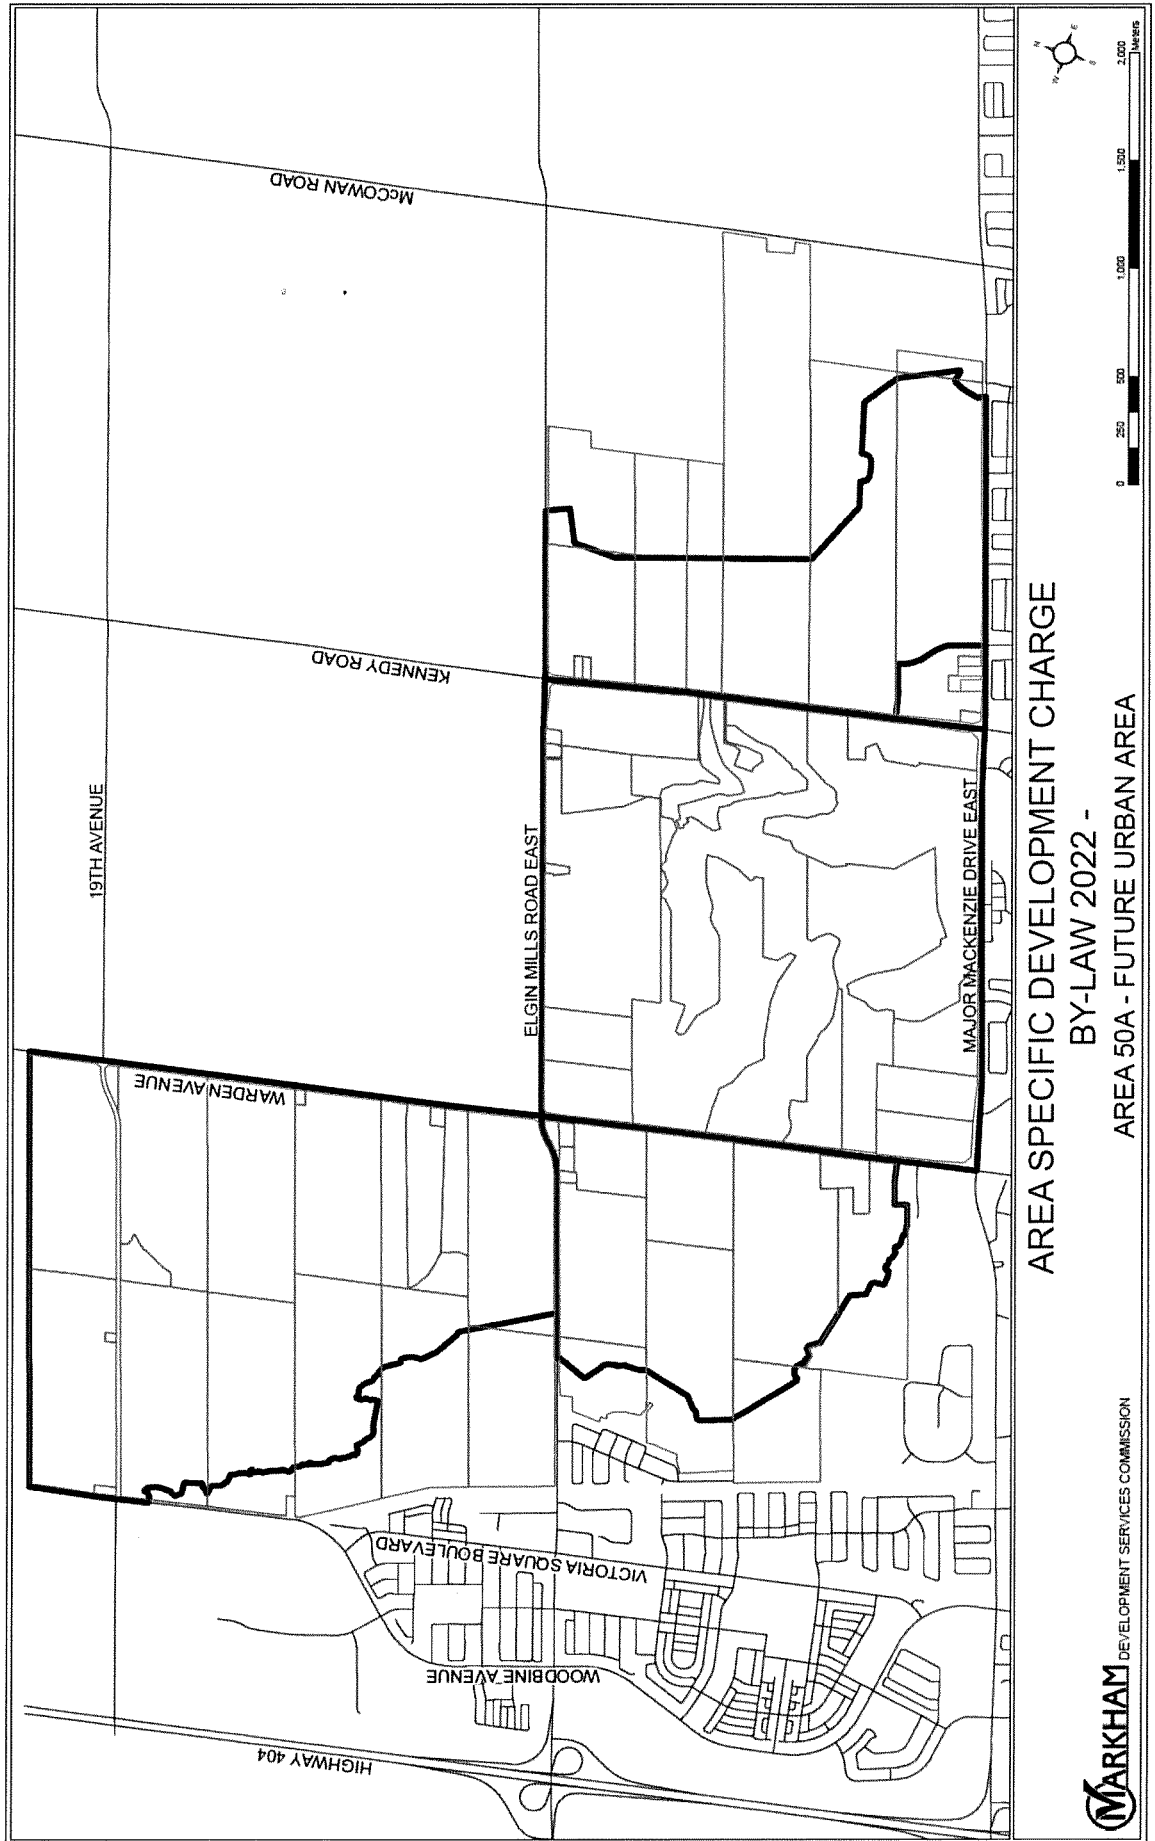 19TH AVENUE
ELGIN MILLS ROAD EAST
MAJOR MACKENZIE DRIVE EAST
HIGHWAY 404
WOODBINE AVENUE
VICTORIA SQUARE BOULEVARD
WARDEN AVENUE
KENNEDY ROAD
McCOWAN ROAD
AREA SPECIFIC DEVELOPMENT CHARGE
BY-LAW 2022 -
AREA 50A - FUTURE URBAN AREA
MARKHAM DEVELOPMENT SERVICES COMMISSION
0 250 500 1,000 1,500 2,000
Meters
N
E
S
W